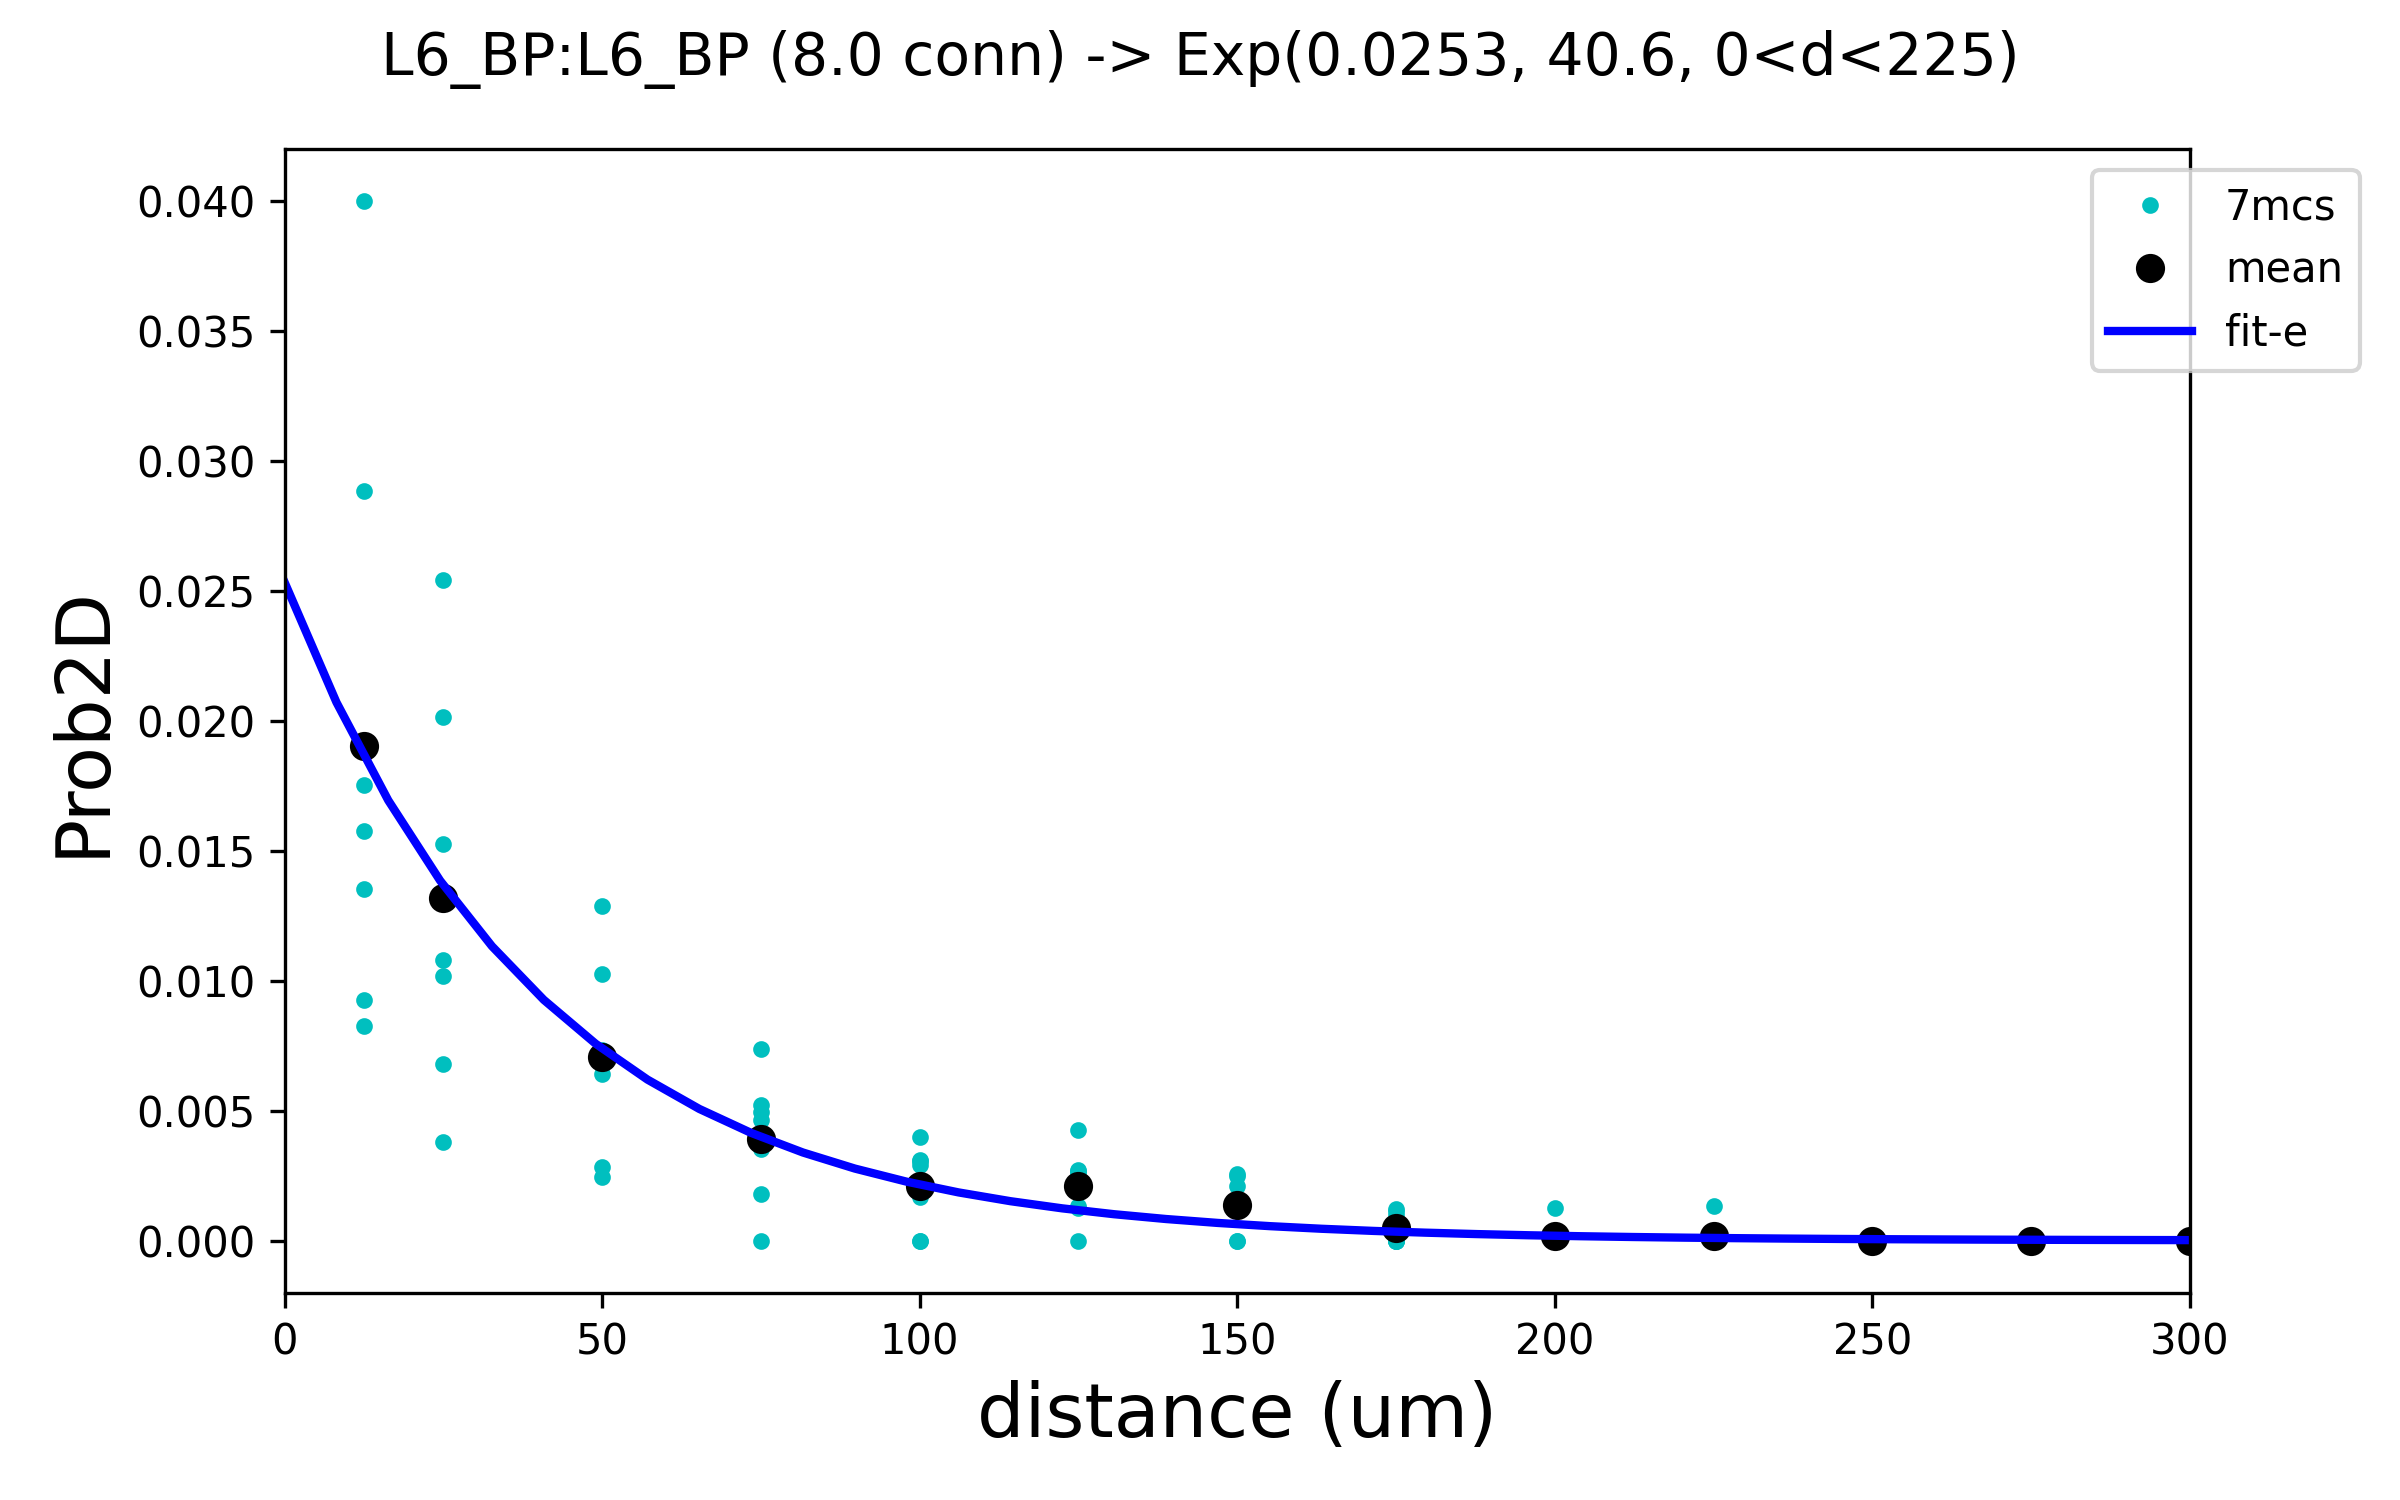 L6_BP:L6_BP (8.0 conn) -> Exp(0.0253, 40.6, 0<d<225)
7mcs
mean
fit-e
Prob2D
0.040
0.035
0.030
0.025
0.020
0.015
0.010
0.005
0.000
0 50 100 150 200 250 300
distance (um)